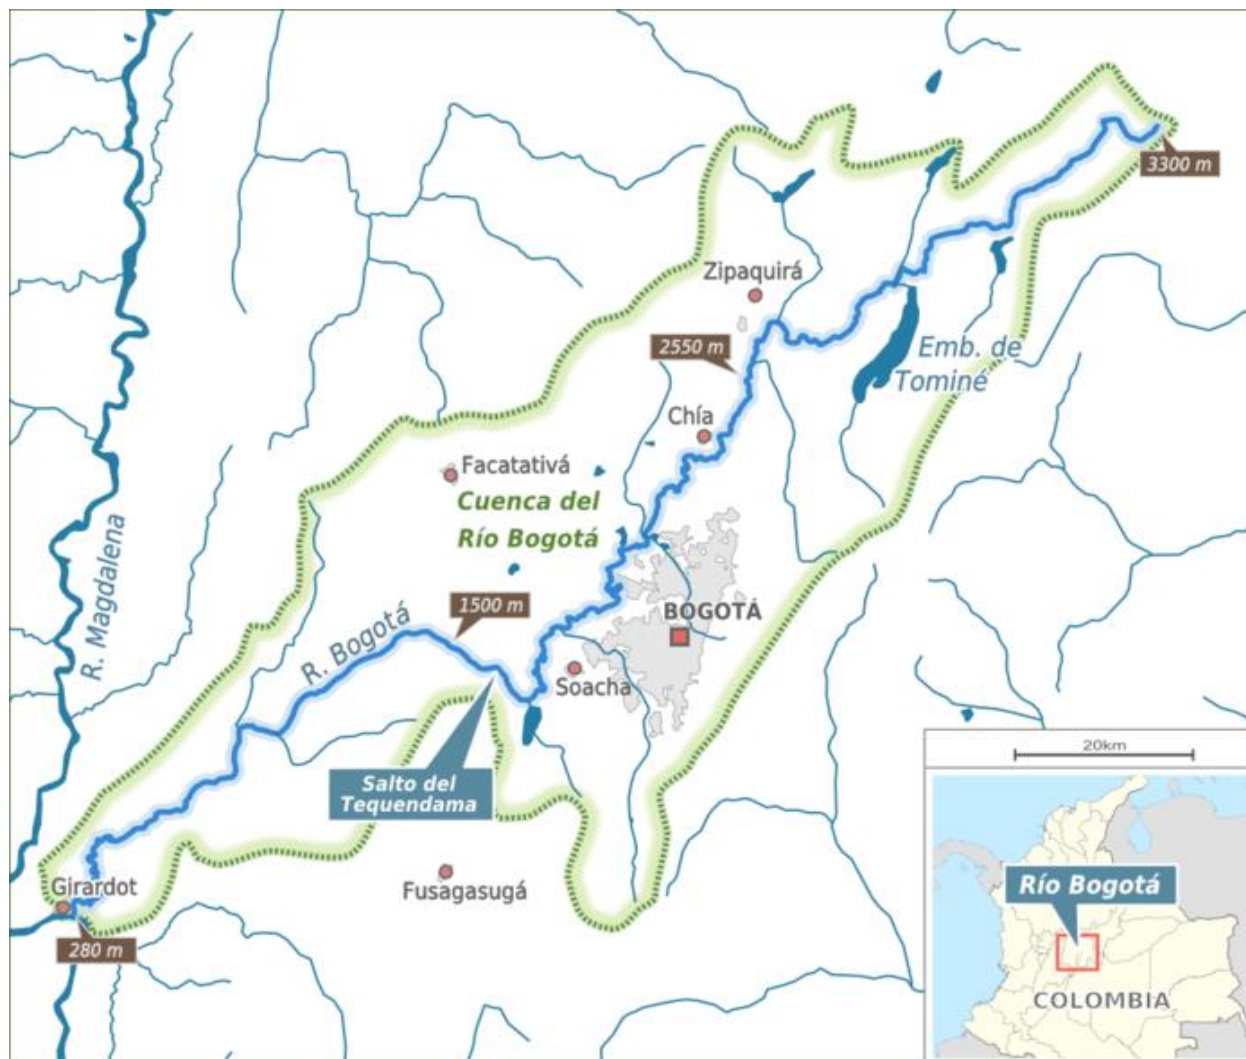 3300 m
Zipaquirá
2550 m
Emb. de
Tominé
Chía
Facatativá
Cuenca del
Río Bogotá
R. Magdalena
1500 m
BOGOTÁ
R. Bogotá
Soacha
Salto del
Tequendama
20km
Fusagasugá
Girardot
280 m
Río Bogotá
COLOMBIA